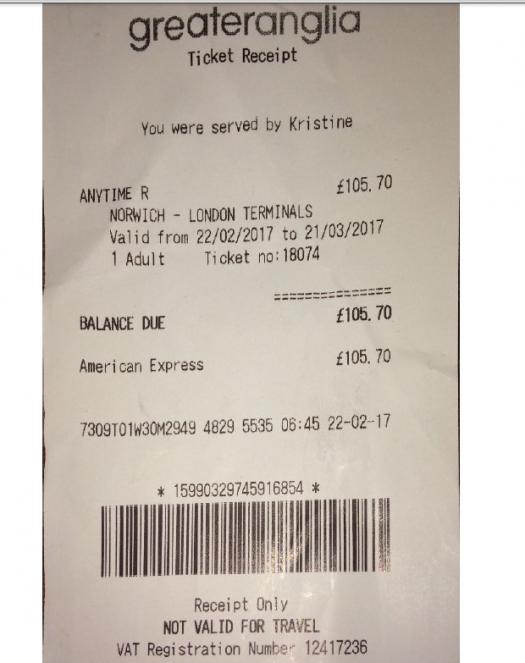 greateranglia
Ticket Receipt
You were served by Kristine
ANYTIME R £105.70
NORWICH - LONDON TERMINALS
Valid from 22/02/2017 to 21/03/2017
1 Adult Ticket no:18074
===============
BALANCE DUE £105.70
American Express £105.70
7309T01W30M2949 4829 5535 06:45 22-02-17
* 15990329745916854 *
Receipt Only
NOT VALID FOR TRAVEL
VAT Registration Number 12417236